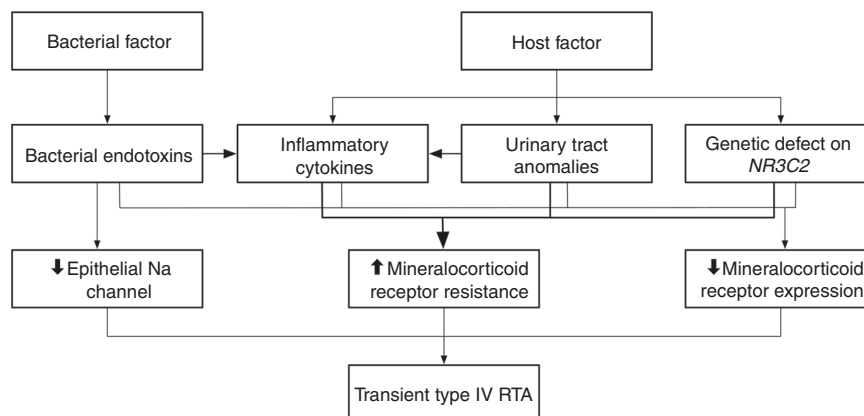 Bacterial factor
Host factor
Bacterial endotoxins
Inflammatory
cytokines
Urinary tract
anomalies
Genetic defect on
NR3C2
⬇Epithelial Na
channel
⬆Mineralocorticoid
receptor resistance
⬇Mineralocorticoid
receptor expression
Transient type IV RTA